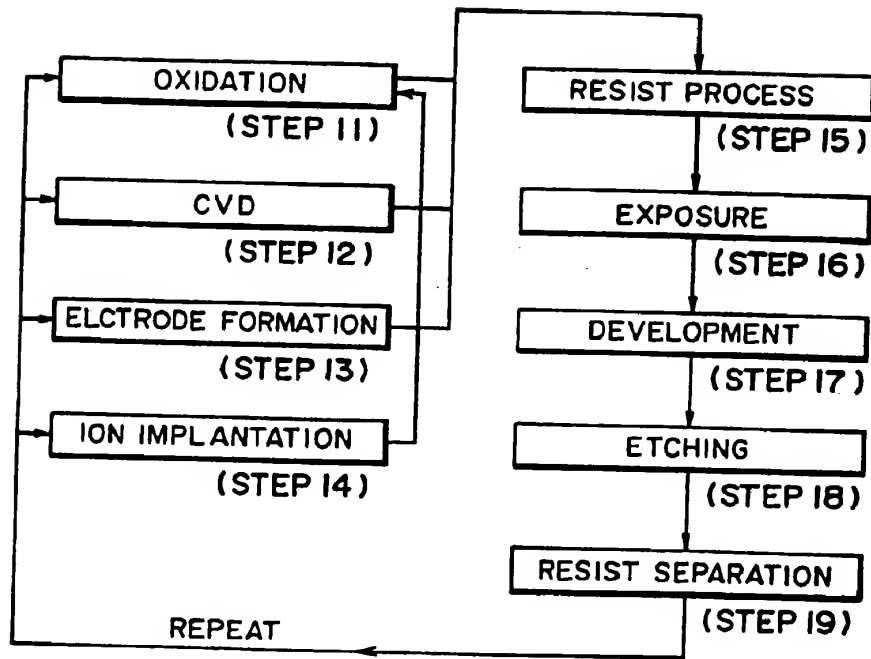 OXIDATION
(STEP 11)
CVD
(STEP 12)
ELCTRODE FORMATION
(STEP 13)
ION IMPLANTATION
(STEP 14)
RESIST PROCESS
(STEP 15)
EXPOSURE
(STEP 16)
DEVELOPMENT
(STEP 17)
ETCHING
(STEP 18)
RESIST SEPARATION
(STEP 19)
REPEAT